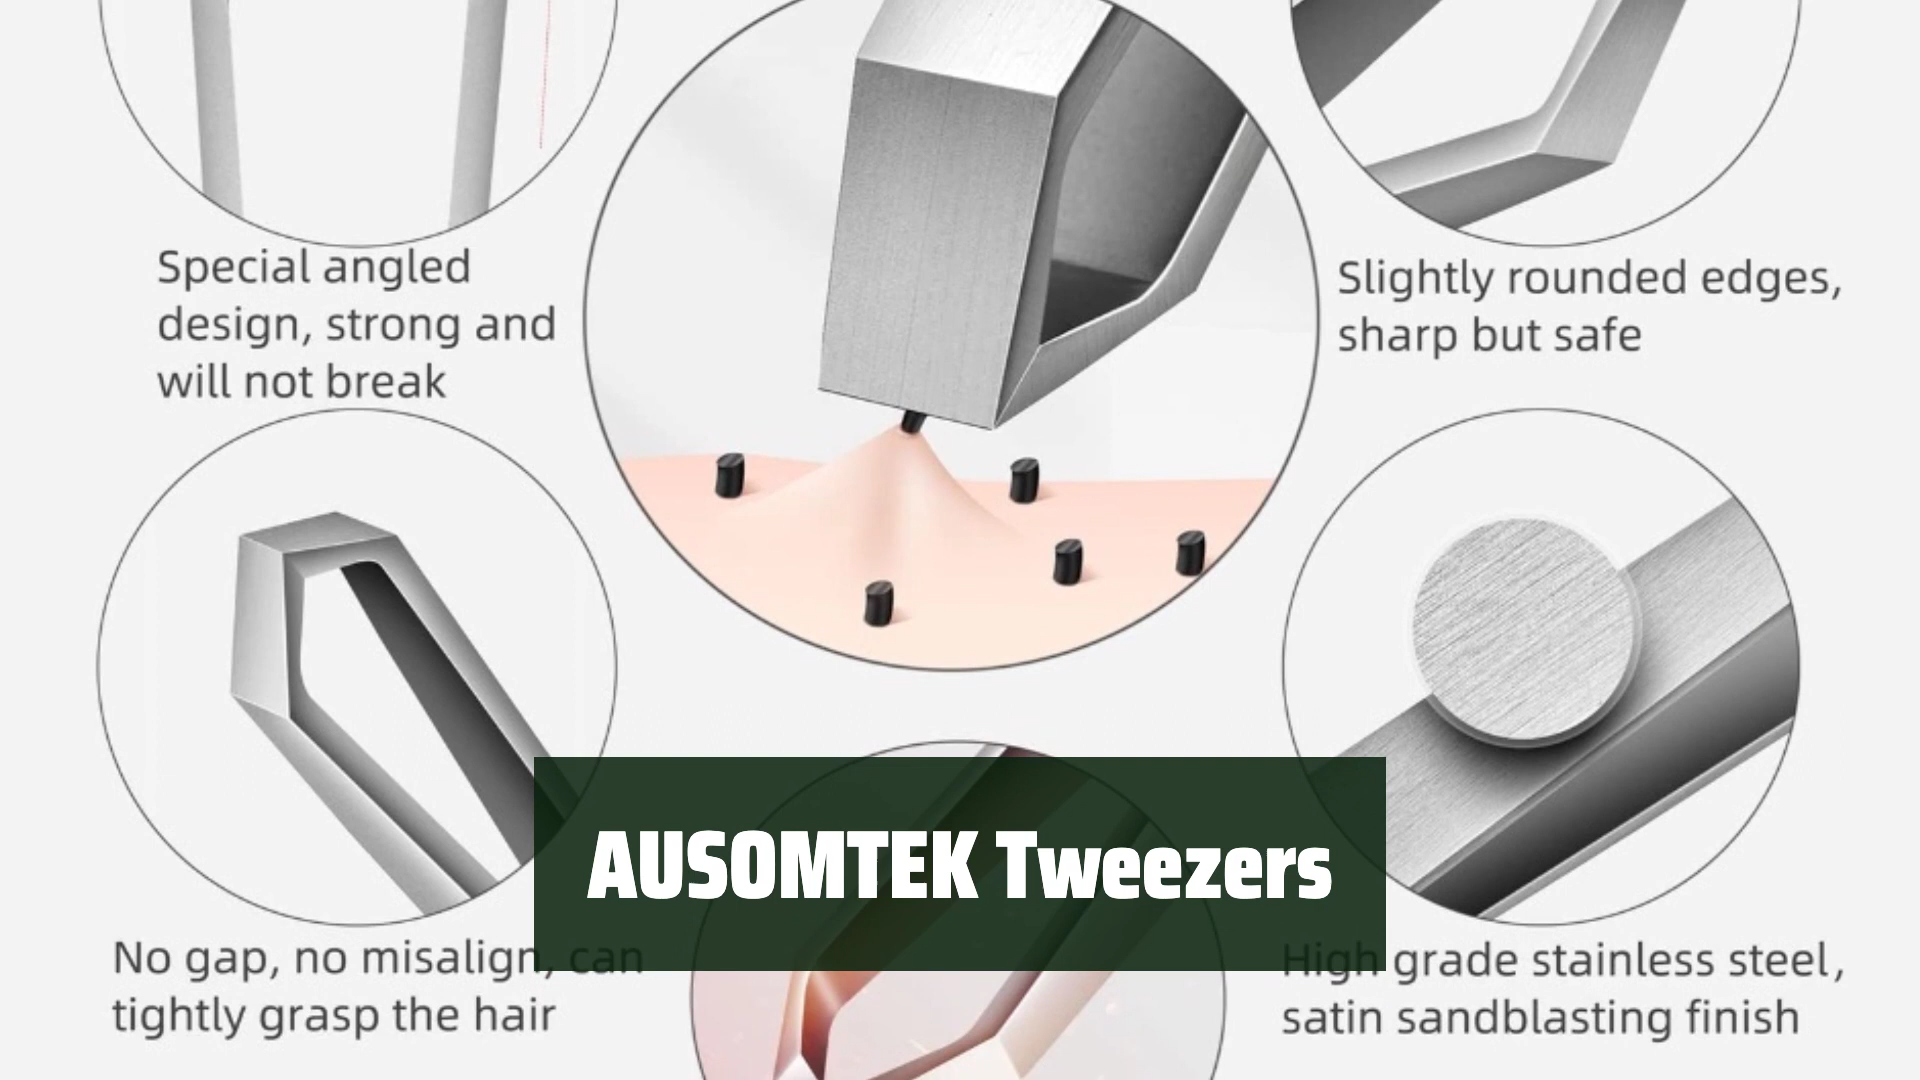 Special angled
design, strong and
will not break
Slightly rounded edges,
sharp but safe
AUSOMTEK Tweezers
No gap, no misalign, can
tightly grasp the hair
High grade stainless steel,
satin sandblasting finish